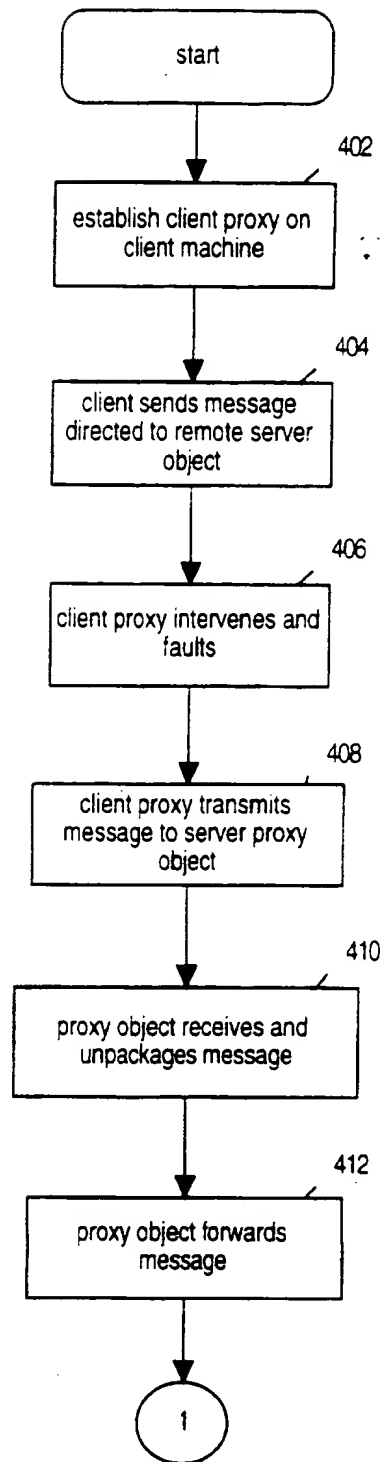 start
402
establish client proxy on
client machine
404
client sends message
directed to remote server
object
406
client proxy intervenes and
faults
408
client proxy transmits
message to server proxy
object
410
proxy object receives and
unpackages message
412
proxy object forwards
message
1